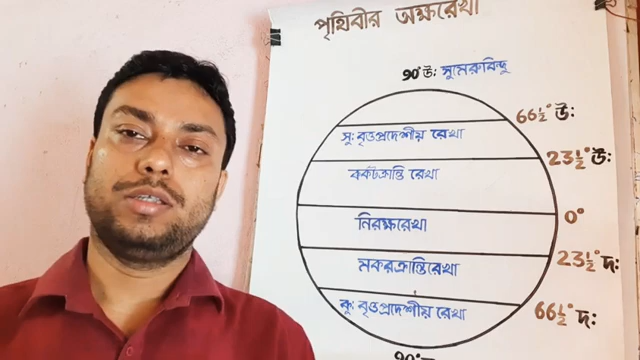 পৃথিবীর অক্ষরেখা
90° উঃ সুমেরুবিন্দু
66½° উঃ
সুঃ বৃত্তপ্রদেশীয় রেখা
23½° উঃ
কর্কটক্রান্তি রেখা
0°
নিরক্ষরেখা
23½° দঃ
মকরক্রান্তিরেখা
66½° দঃ
কুঃ বৃত্তপ্রদেশীয় রেখা
90°